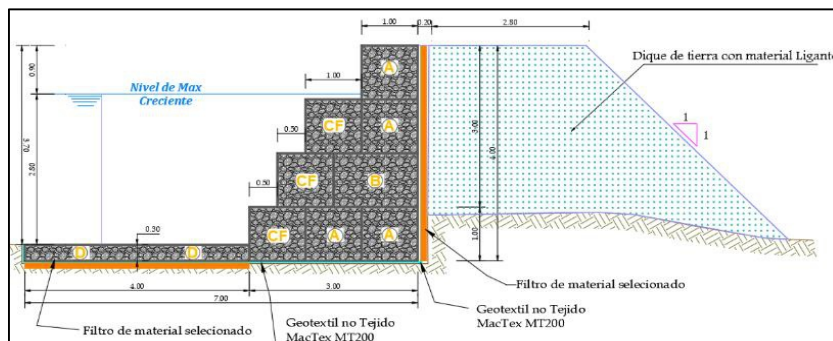 1.00
0.20
2.80
0.90
Nivel de Max
Creciente
1.00
A
Dique de tierra con material Ligante
1
1
CF
A
0.50
3.70
2.80
3.00
4.00
CF
B
0.50
0.30
CF
A
A
D
D
1.00
4.00
3.00
7.00
Filtro de material selecionado
Geotextil no Tejido
MacTex MT200
Geotextil no Tejido
MacTex MT200
Filtro de material selecionado